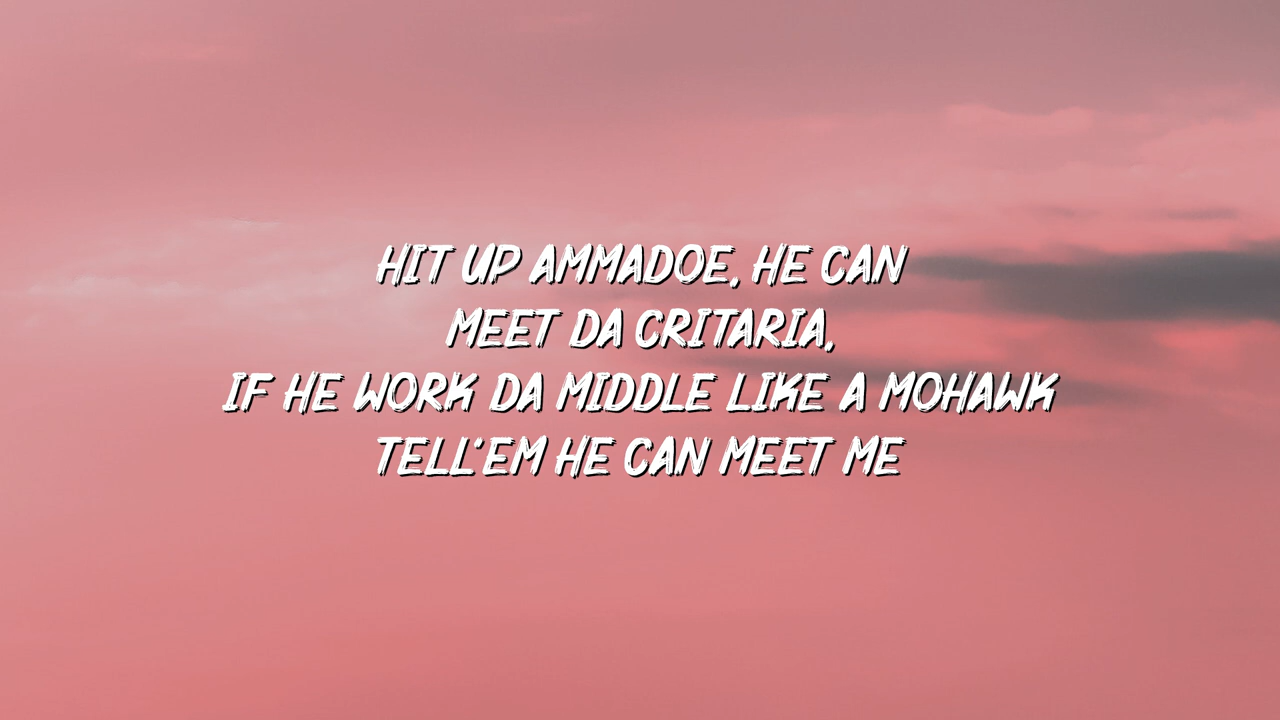 HIT UP AMMADOE, HE CAN
MEET DA CRITARIA,
IF HE WORK DA MIDDLE LIKE A MOHAWK
TELL'EM HE CAN MEET ME